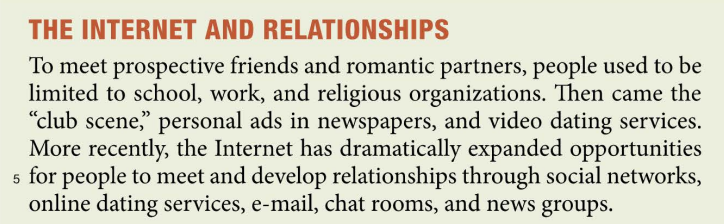 THE INTERNET AND RELATIONSHIPS
To meet prospective friends and romantic partners, people used to be
limited to school, work, and religious organizations. Then came the
“club scene,” personal ads in newspapers, and video dating services.
More recently, the Internet has dramatically expanded opportunities
5 for people to meet and develop relationships through social networks,
online dating services, e-mail, chat rooms, and news groups.